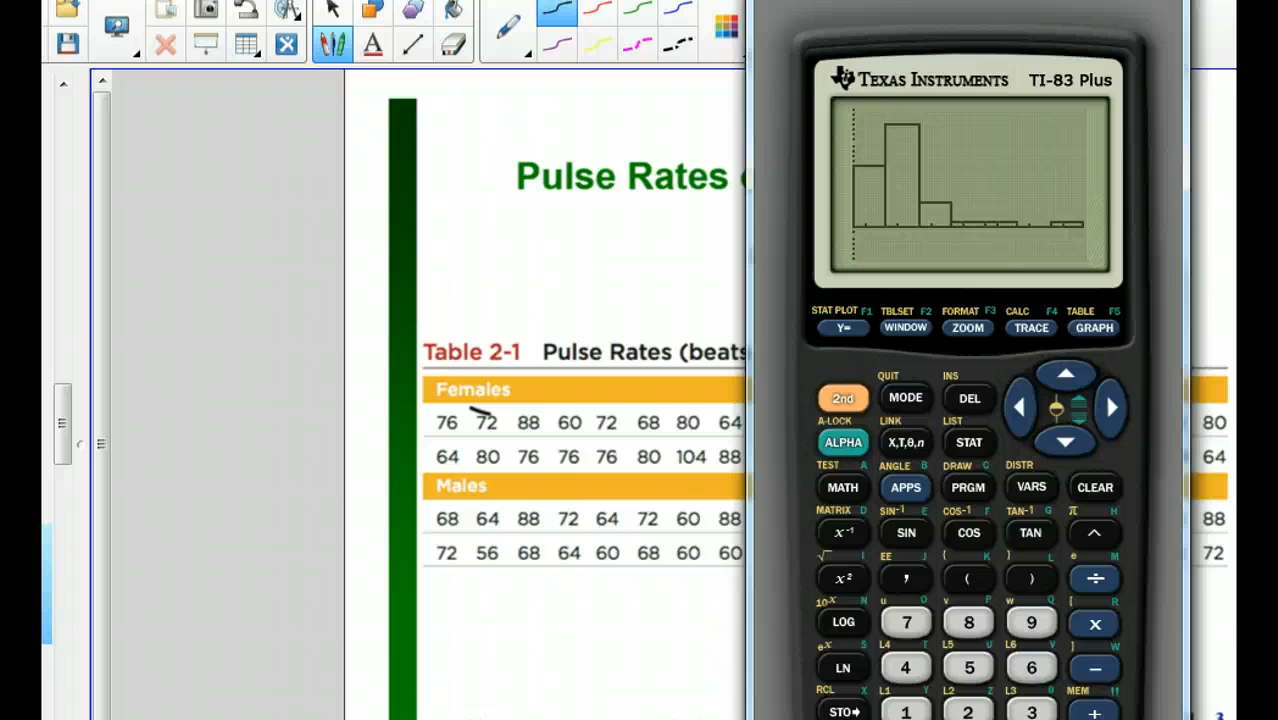 TEXAS INSTRUMENTS TI-83 Plus
Pulse Rates
STAT PLOT F1 TBLSET F2 FORMAT F3 CALC F4 TABLE F5
Y= WINDOW ZOOM TRACE GRAPH
Table 2-1 Pulse Rates (beats
Females
76 72 88 60 72 68 80 64 80
64 80 76 76 76 80 104 88 64
Males
68 64 88 72 64 72 60 88 88
72 56 68 64 60 68 60 60 72
QUIT INS
2nd MODE DEL
A-LOCK LINK LIST
ALPHA X,T,θ,n STAT
TEST A ANGLE B DRAW C DISTR
MATH APPS PRGM VARS CLEAR
MATRIX D SIN⁻¹ E COS⁻¹ F TAN⁻¹ G π H
x⁻¹ SIN COS TAN ^
√ I EE J { K } L e M
x² , ( ) ÷
10ˣ N u O v P w Q [ R
LOG 7 8 9 x
eˣ S L4 T L5 U L6 V ] W
LN 4 5 6 −
RCL X L1 Y L2 Z L3 θ MEM "
STO➔ 1 2 3 +
3